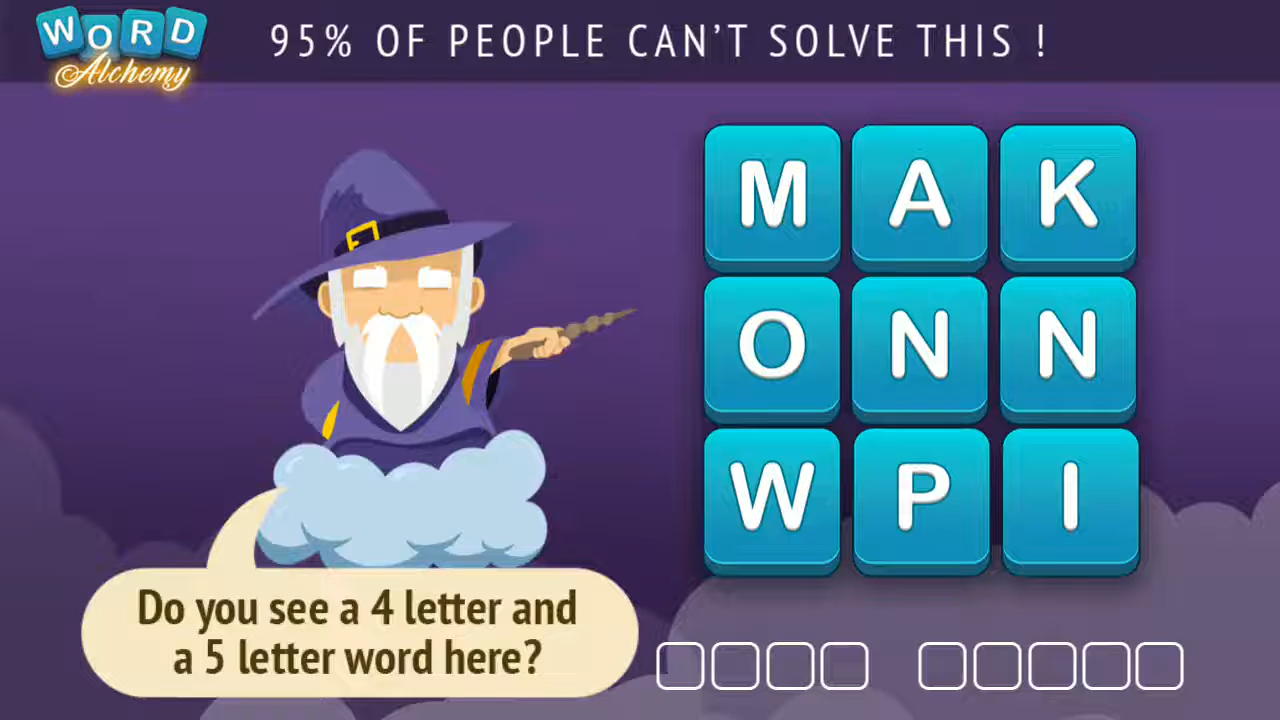 WORD
Alchemy
95% OF PEOPLE CAN'T SOLVE THIS !
M A K
O N N
W P I
Do you see a 4 letter and
a 5 letter word here?